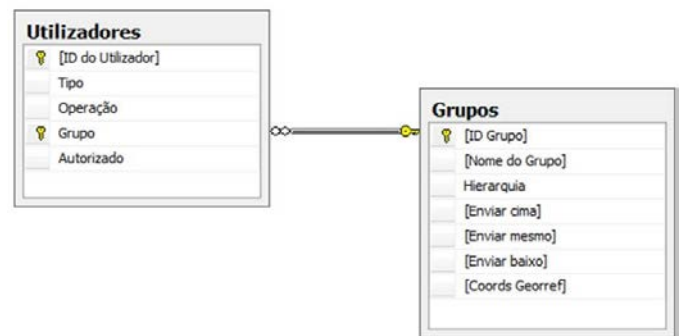 Utilizadores
[ID do Utilizador]
Tipo
Operação
Grupo
Autorizado
Grupos
[ID Grupo]
[Nome do Grupo]
Hierarquia
[Enviar cima]
[Enviar mesmo]
[Enviar baixo]
[Coords Georref]